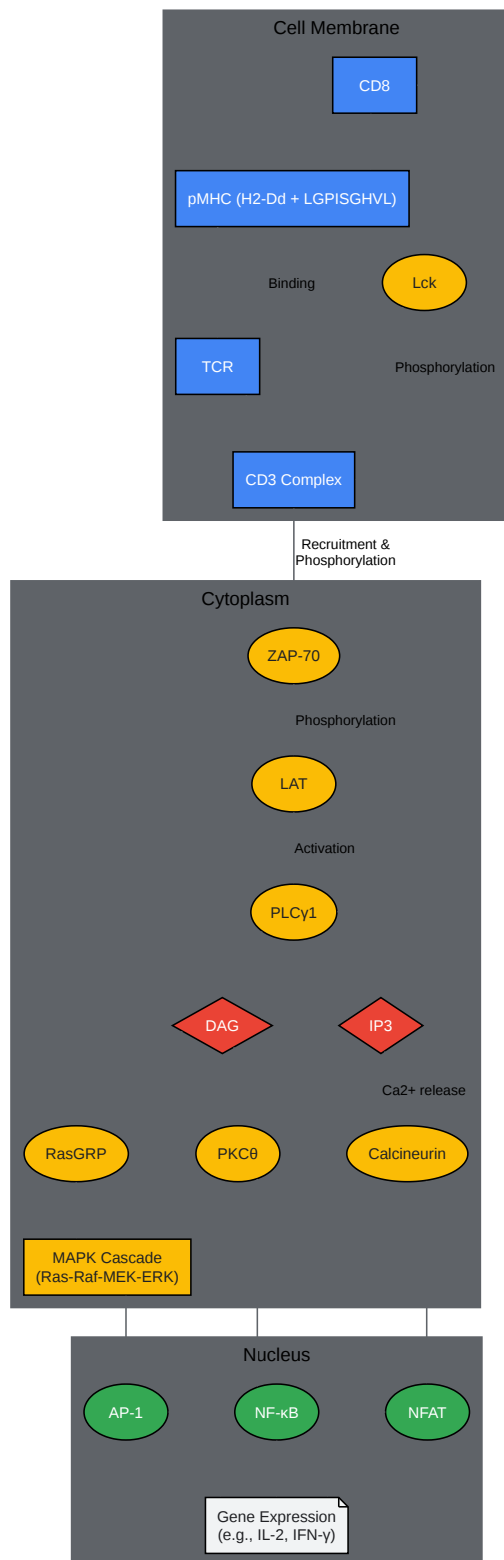 Cell Membrane
CD8
pMHC (H2-Dd + LGPISGHVL)
Binding
Lck
TCR
Phosphorylation
CD3 Complex
Recruitment &
Phosphorylation
Cytoplasm
ZAP-70
Phosphorylation
LAT
Activation
PLCγ1
DAG
IP3
Ca2+ release
RasGRP
PKCθ
Calcineurin
MAPK Cascade
(Ras-Raf-MEK-ERK)
Nucleus
AP-1
NF-κB
NFAT
Gene Expression
(e.g., IL-2, IFN-γ)